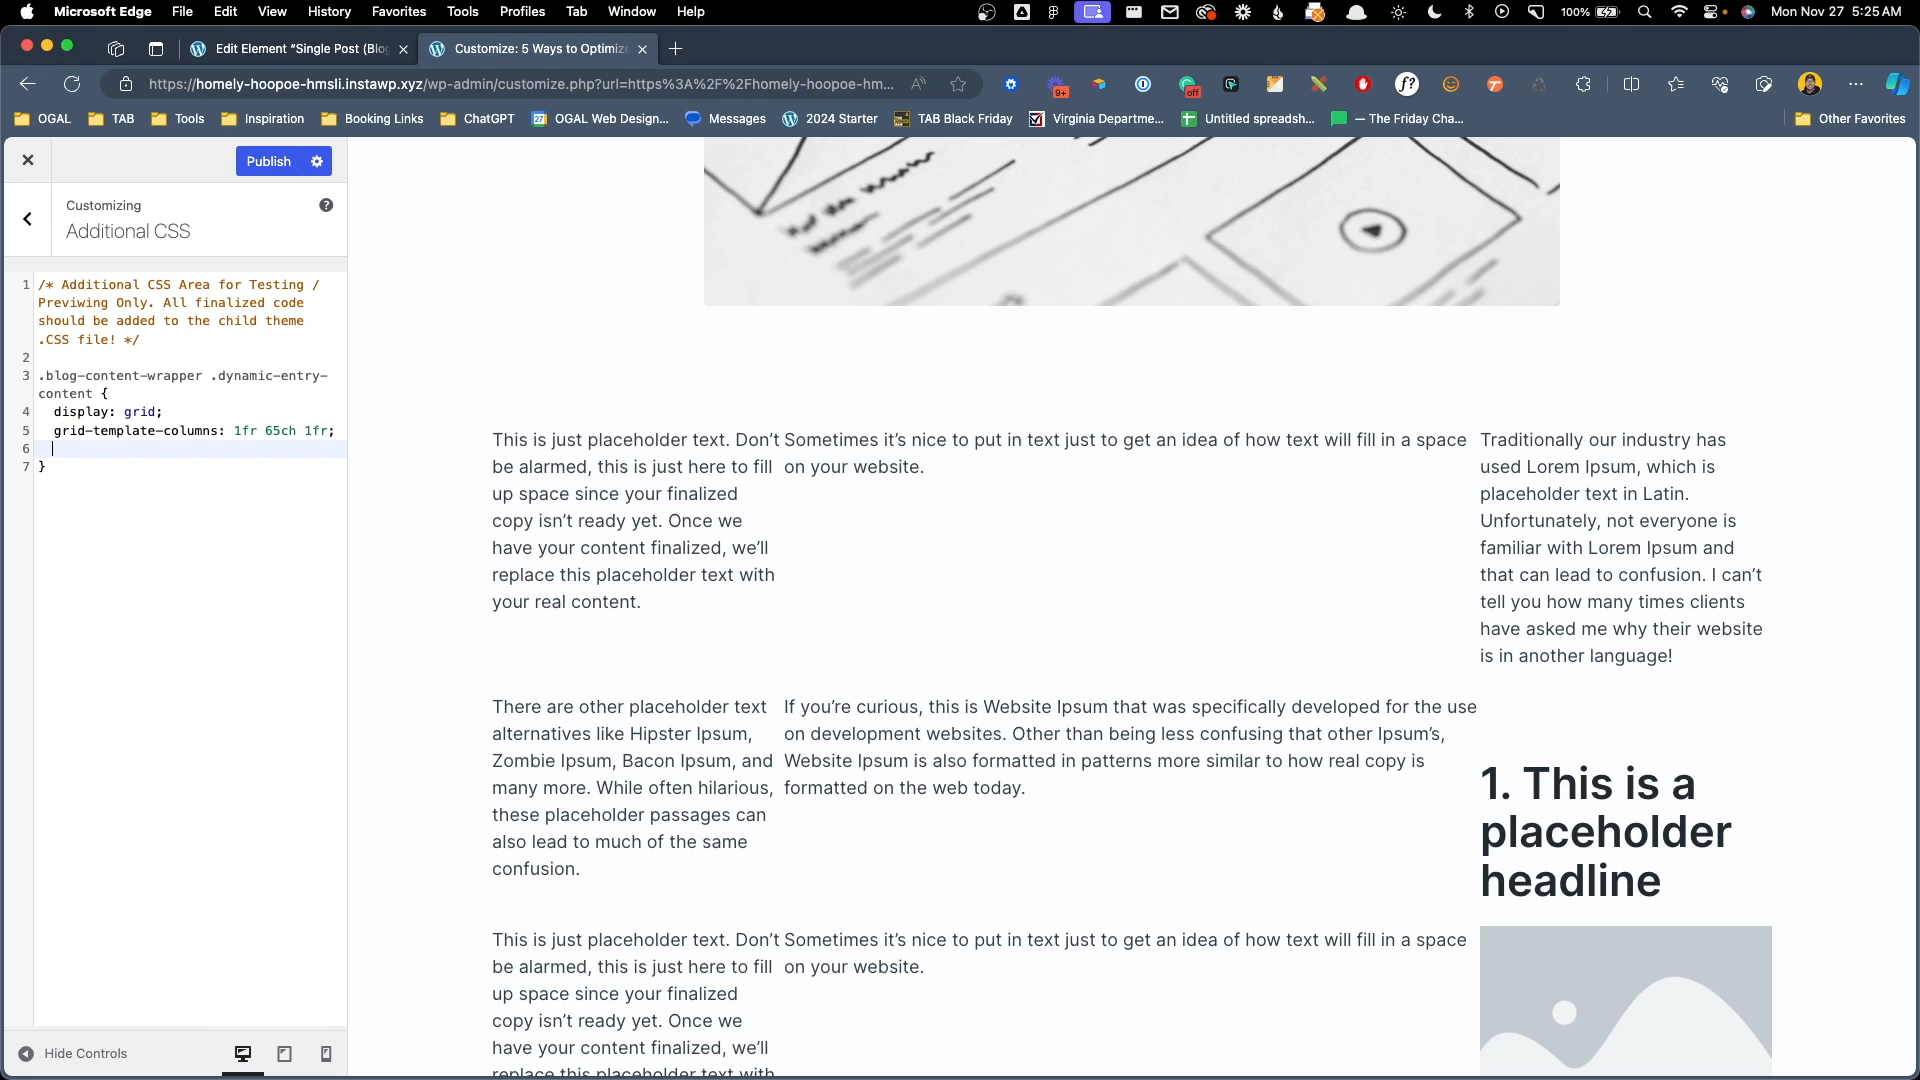 Microsoft Edge File Edit View History Favorites Tools Profiles Tab Window Help 100% Mon Nov 27 5:25 AM
Edit Element "Single Post (Blo Customize: 5 Ways to Optimize
https://homely-hoopoe-hmsli.instawp.xyz/wp-admin/customize.php?url=https%3A%2F%2Fhomely-hoopoe-hm... 9+ off f?
OGAL TAB Tools Inspiration Booking Links ChatGPT 27 OGAL Web Design... Messages 2024 Starter TAB Black Friday Virginia Departme... Untitled spreadsh... — The Friday Cha... Other Favorites
Publish
Customizing
Additional CSS
1 /* Additional CSS Area for Testing /
Previwing Only. All finalized code
should be added to the child theme
.CSS file! */
2
3 .blog-content-wrapper .dynamic-entry-
content {
4 display: grid;
5 grid-template-columns: 1fr 65ch 1fr;
6
7 }
Hide Controls
This is just placeholder text. Don't
be alarmed, this is just here to fill
up space since your finalized
copy isn't ready yet. Once we
have your content finalized, we'll
replace this placeholder text with
your real content.
Sometimes it's nice to put in text just to get an idea of how text will fill in a space
on your website.
Traditionally our industry has
used Lorem Ipsum, which is
placeholder text in Latin.
Unfortunately, not everyone is
familiar with Lorem Ipsum and
that can lead to confusion. I can't
tell you how many times clients
have asked me why their website
is in another language!
There are other placeholder text
alternatives like Hipster Ipsum,
Zombie Ipsum, Bacon Ipsum, and
many more. While often hilarious,
these placeholder passages can
also lead to much of the same
confusion.
If you're curious, this is Website Ipsum that was specifically developed for the use
on development websites. Other than being less confusing that other Ipsum's,
Website Ipsum is also formatted in patterns more similar to how real copy is
formatted on the web today.
1. This is a
placeholder
headline
This is just placeholder text. Don't
be alarmed, this is just here to fill
up space since your finalized
copy isn't ready yet. Once we
have your content finalized, we'll
replace this placeholder text with
Sometimes it's nice to put in text just to get an idea of how text will fill in a space
on your website.